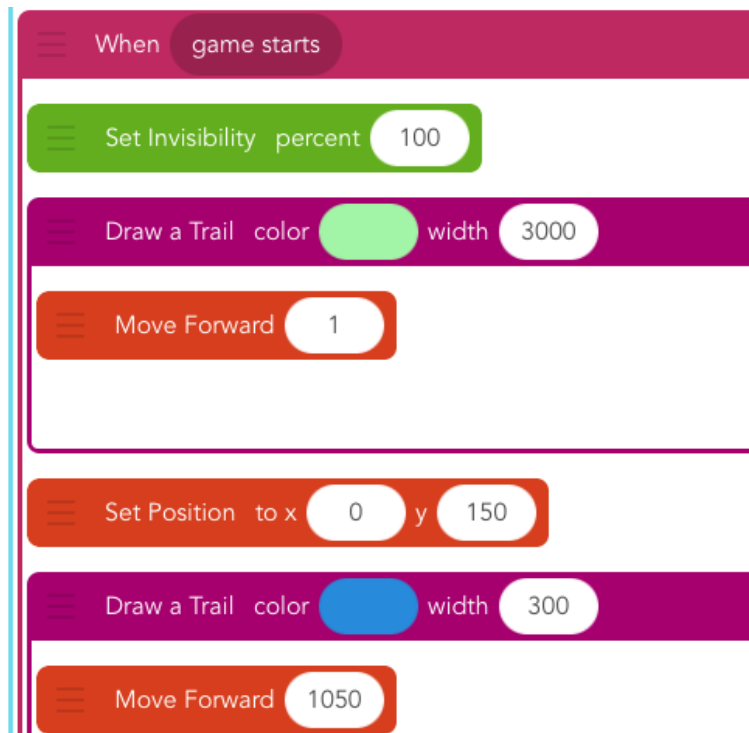 When game starts
Set Invisibility percent 100
Draw a Trail color width 3000
Move Forward 1
Set Position to x 0 y 150
Draw a Trail color width 300
Move Forward 1050